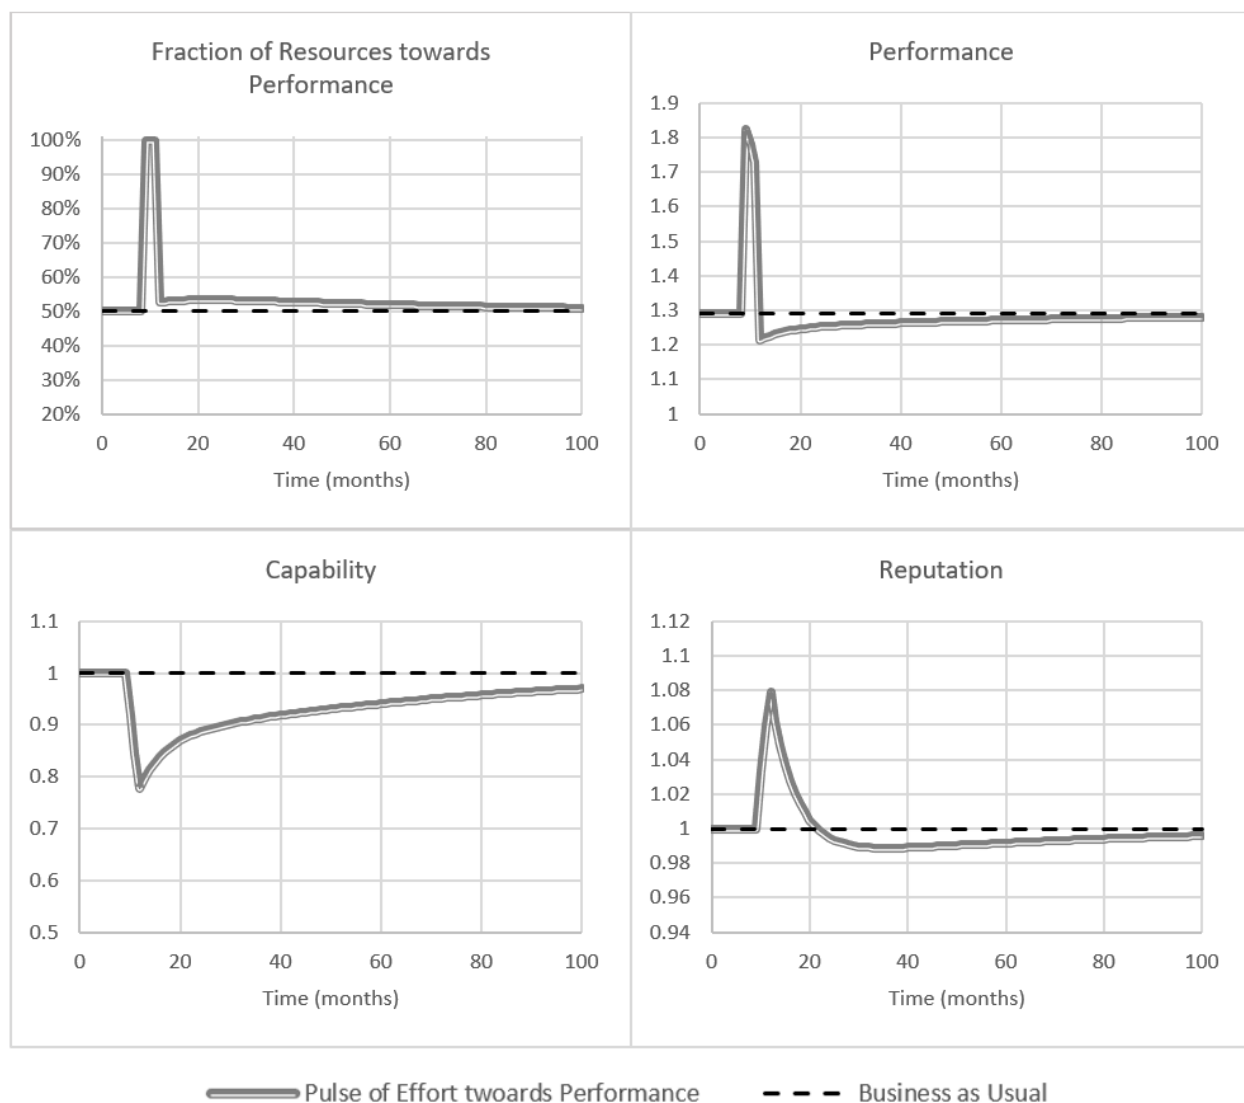 Fraction of Resources towards
Performance
100%
90%
80%
70%
60%
50%
40%
30%
20%
0 20 40 60 80 100
Time (months)
Performance
1.9
1.8
1.7
1.6
1.5
1.4
1.3
1.2
1.1
1
0 20 40 60 80 100
Time (months)
Capability
1.1
1
0.9
0.8
0.7
0.6
0.5
0 20 40 60 80 100
Time (months)
Reputation
1.12
1.1
1.08
1.06
1.04
1.02
1
0.98
0.96
0.94
0 20 40 60 80 100
Time (months)
Pulse of Effort twoards Performance
Business as Usual